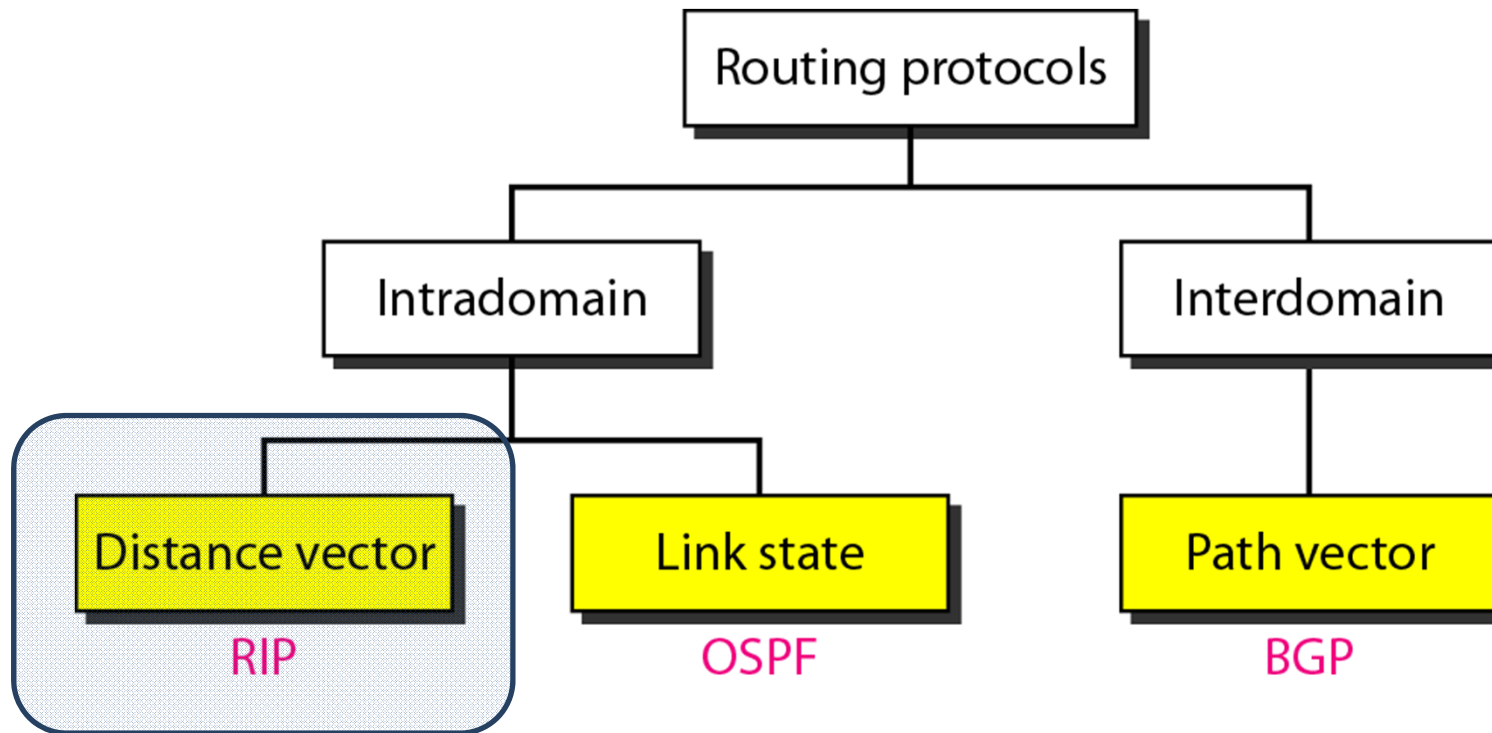 Routing protocols
Intradomain
Interdomain
Distance vector
Link state
Path vector
RIP
OSPF
BGP